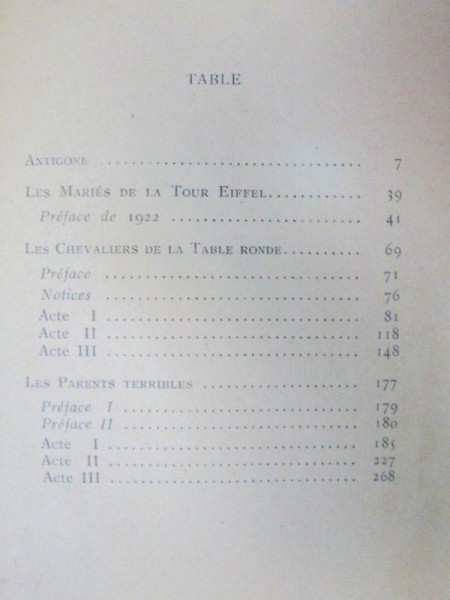 TABLE
ANTIGONE .................................... 7
LES MARIÉS DE LA TOUR EIFFEL............. 39
Préface de 1922 ........................... 41
LES CHEVALIERS DE LA TABLE RONDE........... 69
Préface .................................... 71
Notices .................................... 76
Acte I .................................... 81
Acte II .................................... 118
Acte III ................................... 148
LES PARENTS TERRIBLES ...................... 177
Préface I .................................. 179
Préface II ................................. 180
Acte I .................................... 185
Acte II .................................... 227
Acte III ................................... 268